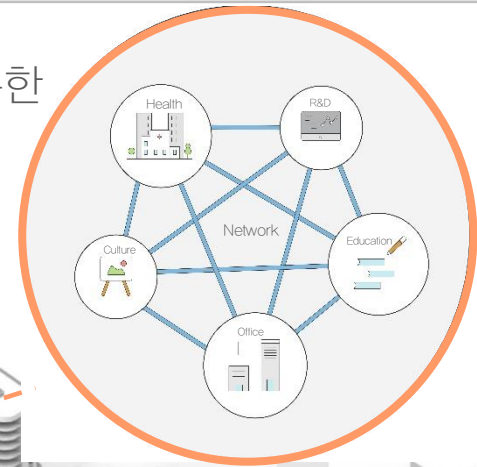 한
Health
R&D
Network
Culture
Education
Office